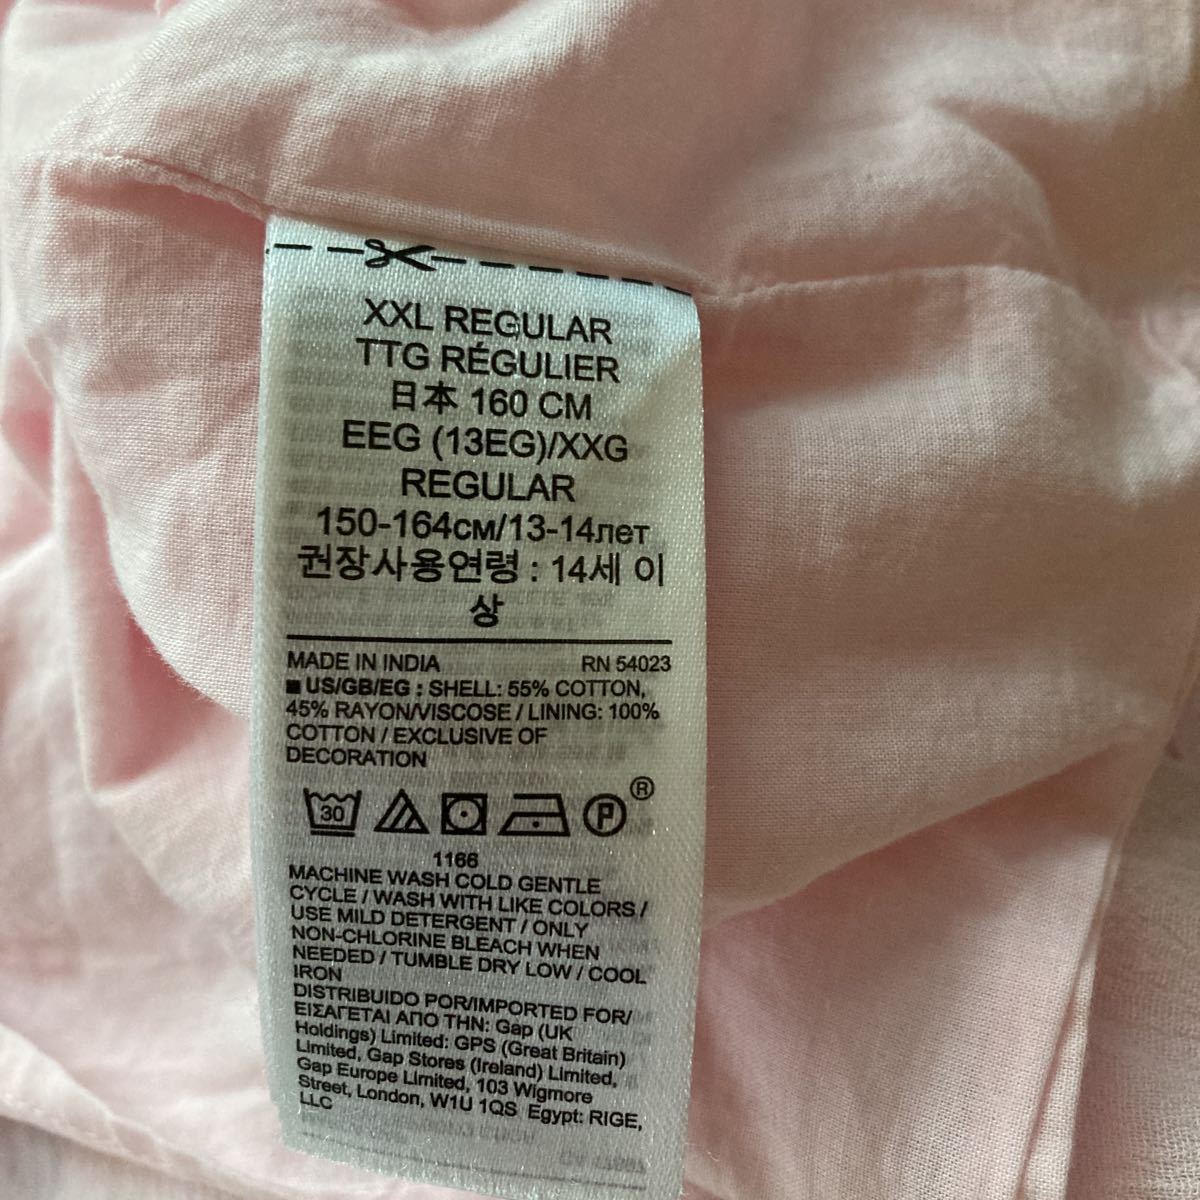 XXL REGULAR
TTG RÉGULIER
日本 160 CM
EEG (13EG)/XXG
REGULAR
150-164см/13-14лет
권장사용연령 : 14세 이
상
MADE IN INDIA RN 54023
■ US/GB/EG : SHELL: 55% COTTON,
45% RAYON/VISCOSE / LINING: 100%
COTTON / EXCLUSIVE OF
DECORATION
30 P ®
1166
MACHINE WASH COLD GENTLE
CYCLE / WASH WITH LIKE COLORS /
USE MILD DETERGENT / ONLY
NON-CHLORINE BLEACH WHEN
NEEDED / TUMBLE DRY LOW / COOL
IRON
DISTRIBUIDO POR/IMPORTED FOR/
ΕΙΣΑΓΕΤΑΙ ΑΠΟ ΤΗΝ: Gap (UK
Holdings) Limited: GPS (Great Britain)
Limited, Gap Stores (Ireland) Limited,
Gap Europe Limited, 103 Wigmore
Street, London, W1U 1QS Egypt: RIGE,
LLC